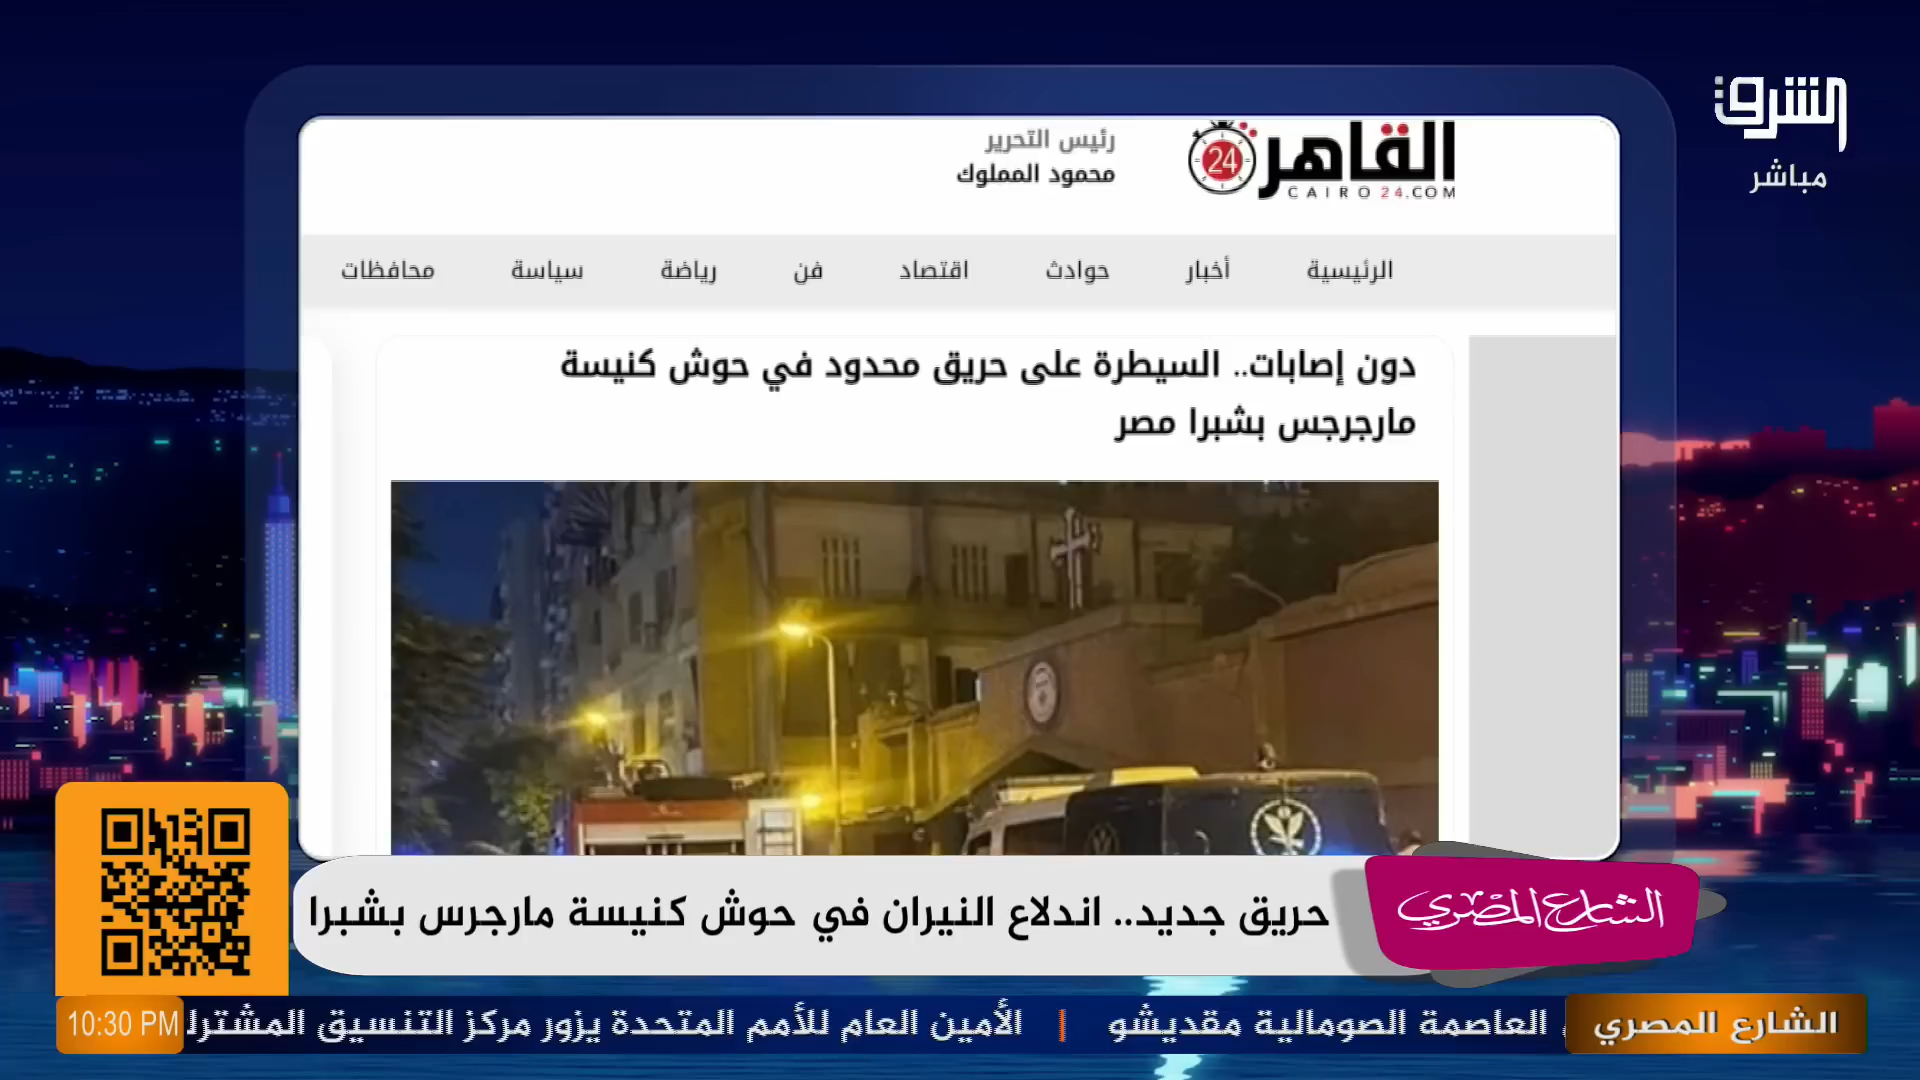 الشرق
مباشر
القاهرة 24
CAIRO 24.COM
رئيس التحرير
محمود المملوك
الرئيسية أخبار حوادث اقتصاد فن رياضة سياسة محافظات
دون إصابات.. السيطرة على حريق محدود في حوش كنيسة
مارجرجس بشبرا مصر
الشارع المصري
حريق جديد.. اندلاع النيران في حوش كنيسة مارجرس بشبرا
الشارع المصري
العاصمة الصومالية مقديشو | الأمين العام للأمم المتحدة يزور مركز التنسيق المشترك
10:30 PM